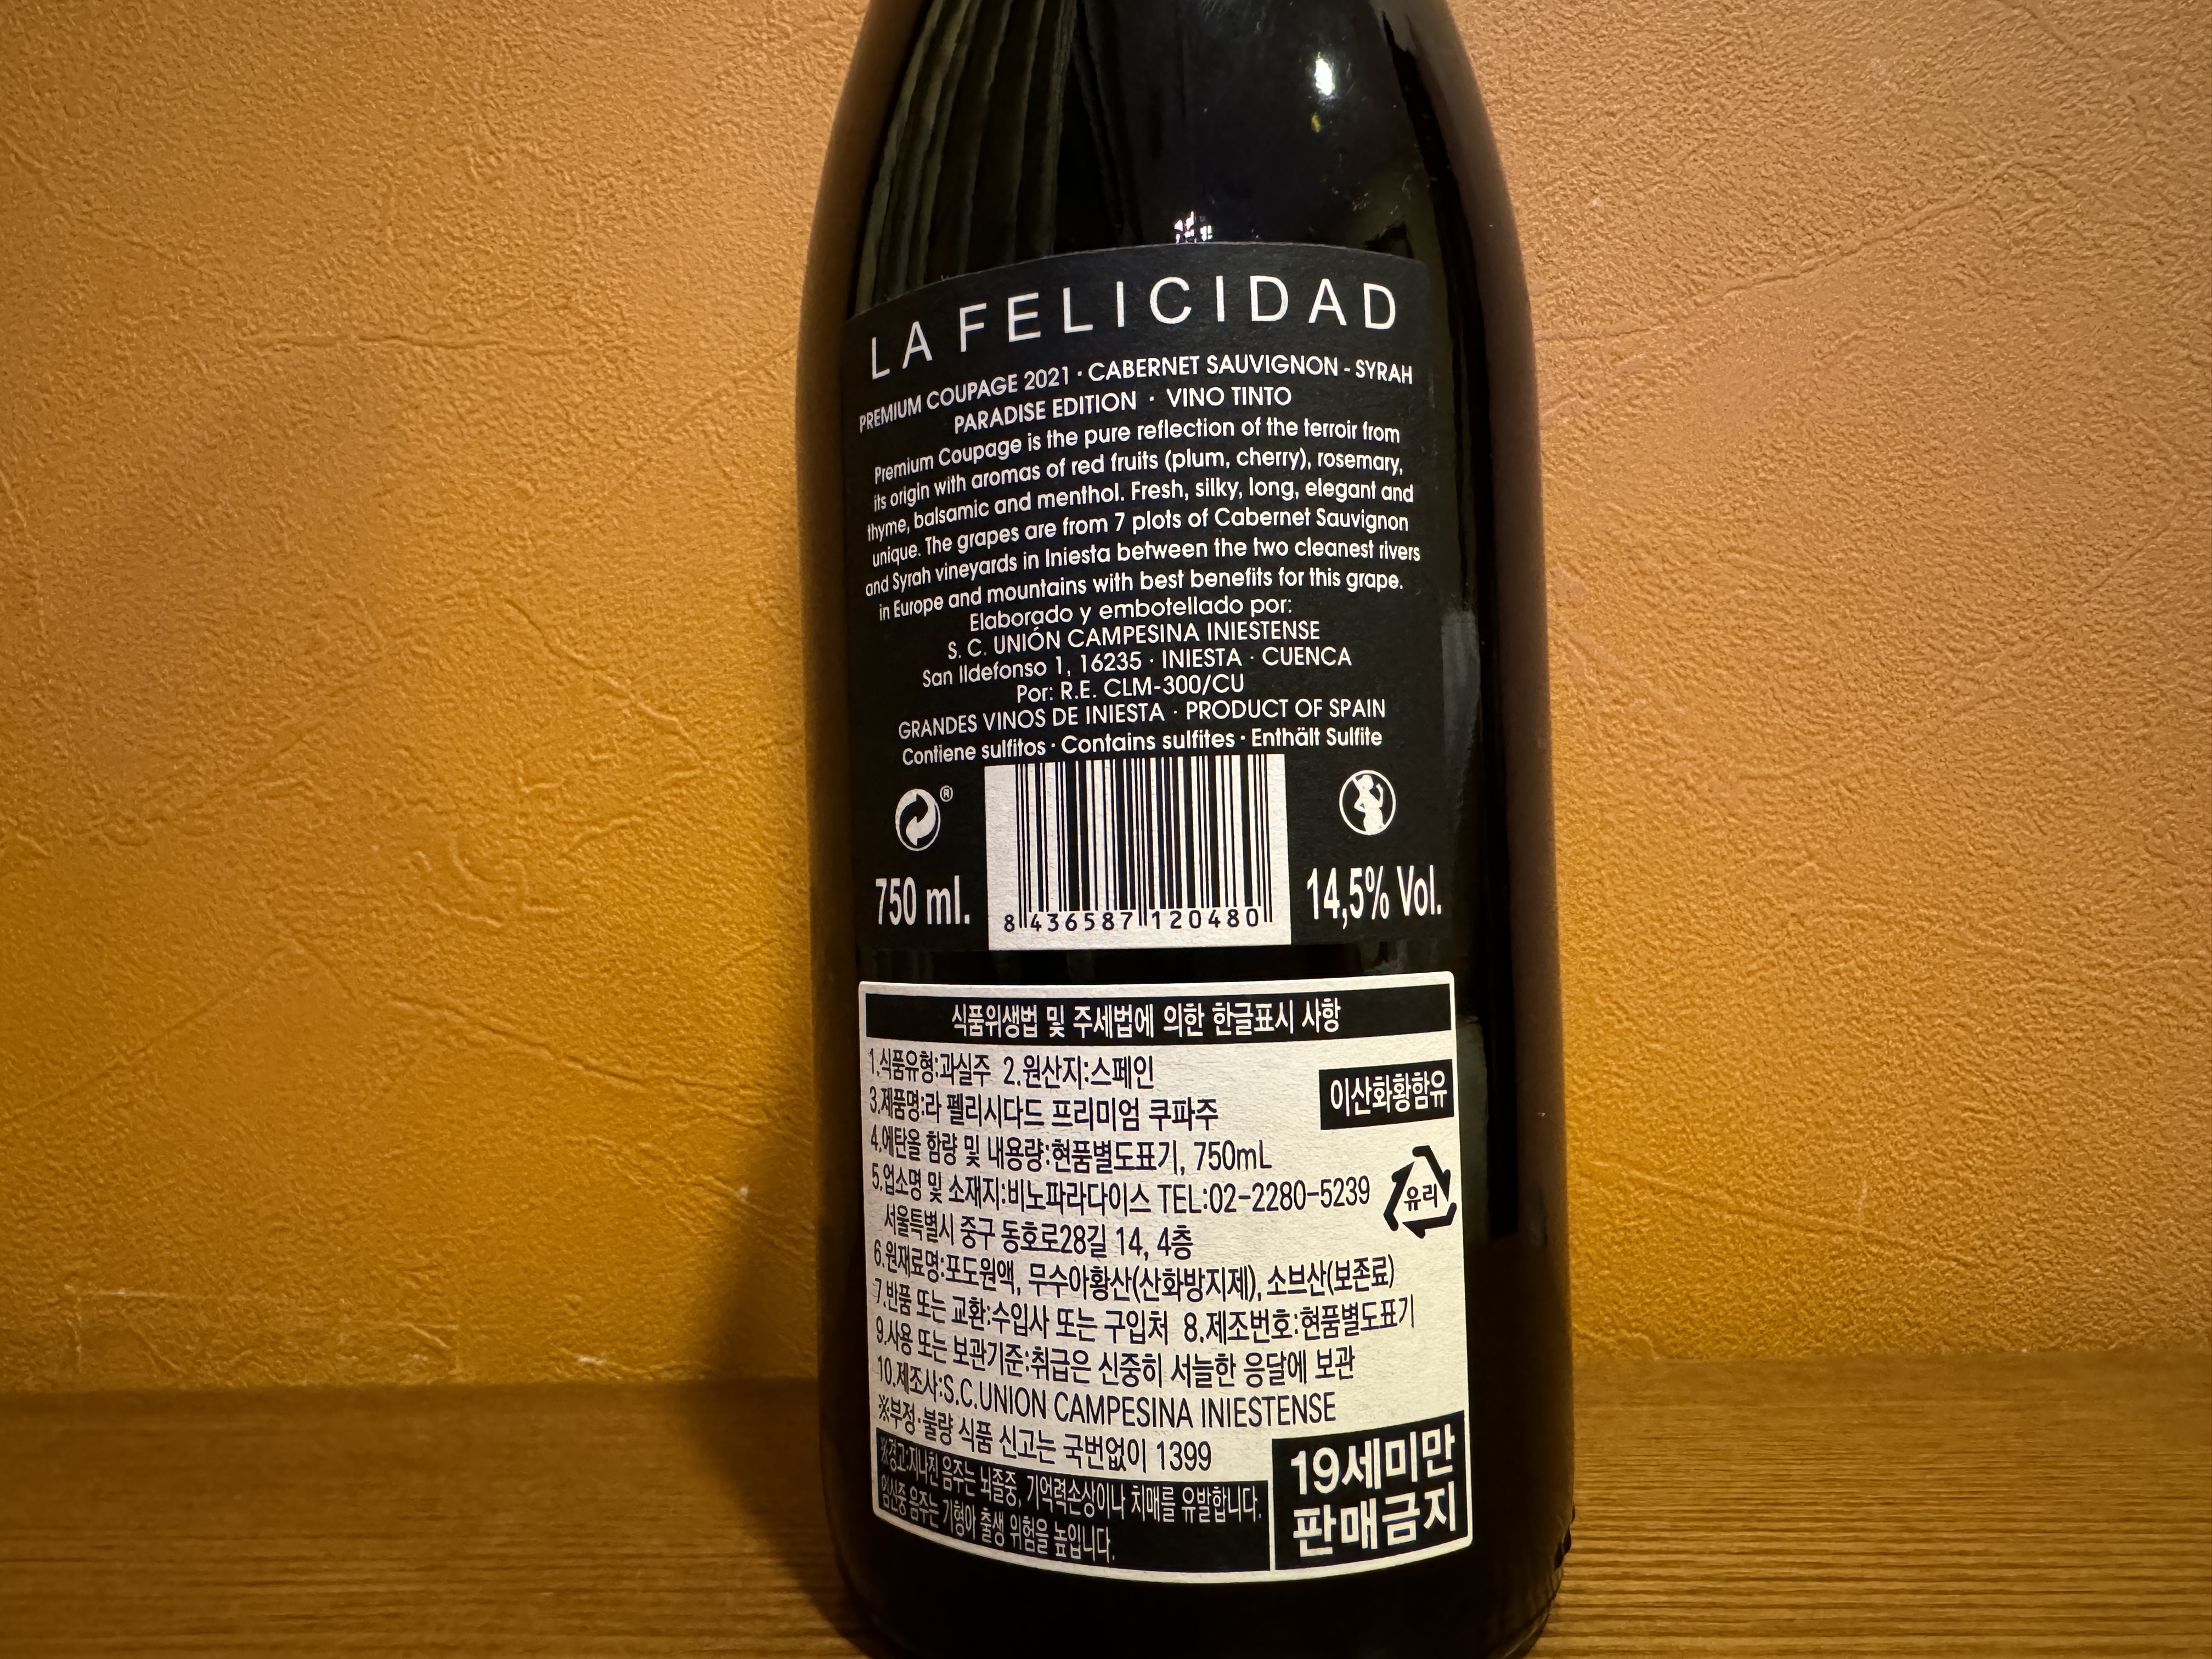 LA FELICIDAD
PREMIUM COUPAGE 2021 · CABERNET SAUVIGNON - SYRAH
PARADISE EDITION · VINO TINTO
Premium Coupage is the pure reflection of the terroir from
its origin with aromas of red fruits (plum, cherry), rosemary,
thyme, balsamic and menthol. Fresh, silky, long, elegant and
unique. The grapes are from 7 plots of Cabernet Sauvignon
and Syrah vineyards in Iniesta between the two cleanest rivers
in Europe and mountains with best benefits for this grape.
Elaborado y embotellado por:
S. C. UNIÓN CAMPESINA INIESTENSE
San Ildefonso 1, 16235 · INIESTA · CUENCA
Por: R.E. CLM-300/CU
GRANDES VINOS DE INIESTA · PRODUCT OF SPAIN
Contiene sulfitos · Contains sulfites · Enthält Sulfite
®
750 ml.
8 436587 120480
14,5% Vol.
식품위생법 및 주세법에 의한 한글표시 사항
1.식품유형:과실주 2.원산지:스페인
이산화황함유
3.제품명:라 펠리시다드 프리미엄 쿠파주
4.에탄올 함량 및 내용량:현품별도표기, 750mL
5.업소명 및 소재지:비노파라다이스 TEL:02-2280-5239
유리
서울특별시 중구 동호로28길 14, 4층
6.원재료명:포도원액, 무수아황산(산화방지제), 소브산(보존료)
7.반품 또는 교환:수입사 또는 구입처 8.제조번호:현품별도표기
9.사용 또는 보관기준:취급은 신중히 서늘한 응달에 보관
10.제조사:S.C.UNION CAMPESINA INIESTENSE
※부정·불량 식품 신고는 국번없이 1399
※경고:지나친 음주는 뇌졸중, 기억력손상이나 치매를 유발합니다.
임신중 음주는 기형아 출생 위험을 높입니다.
19세미만
판매금지